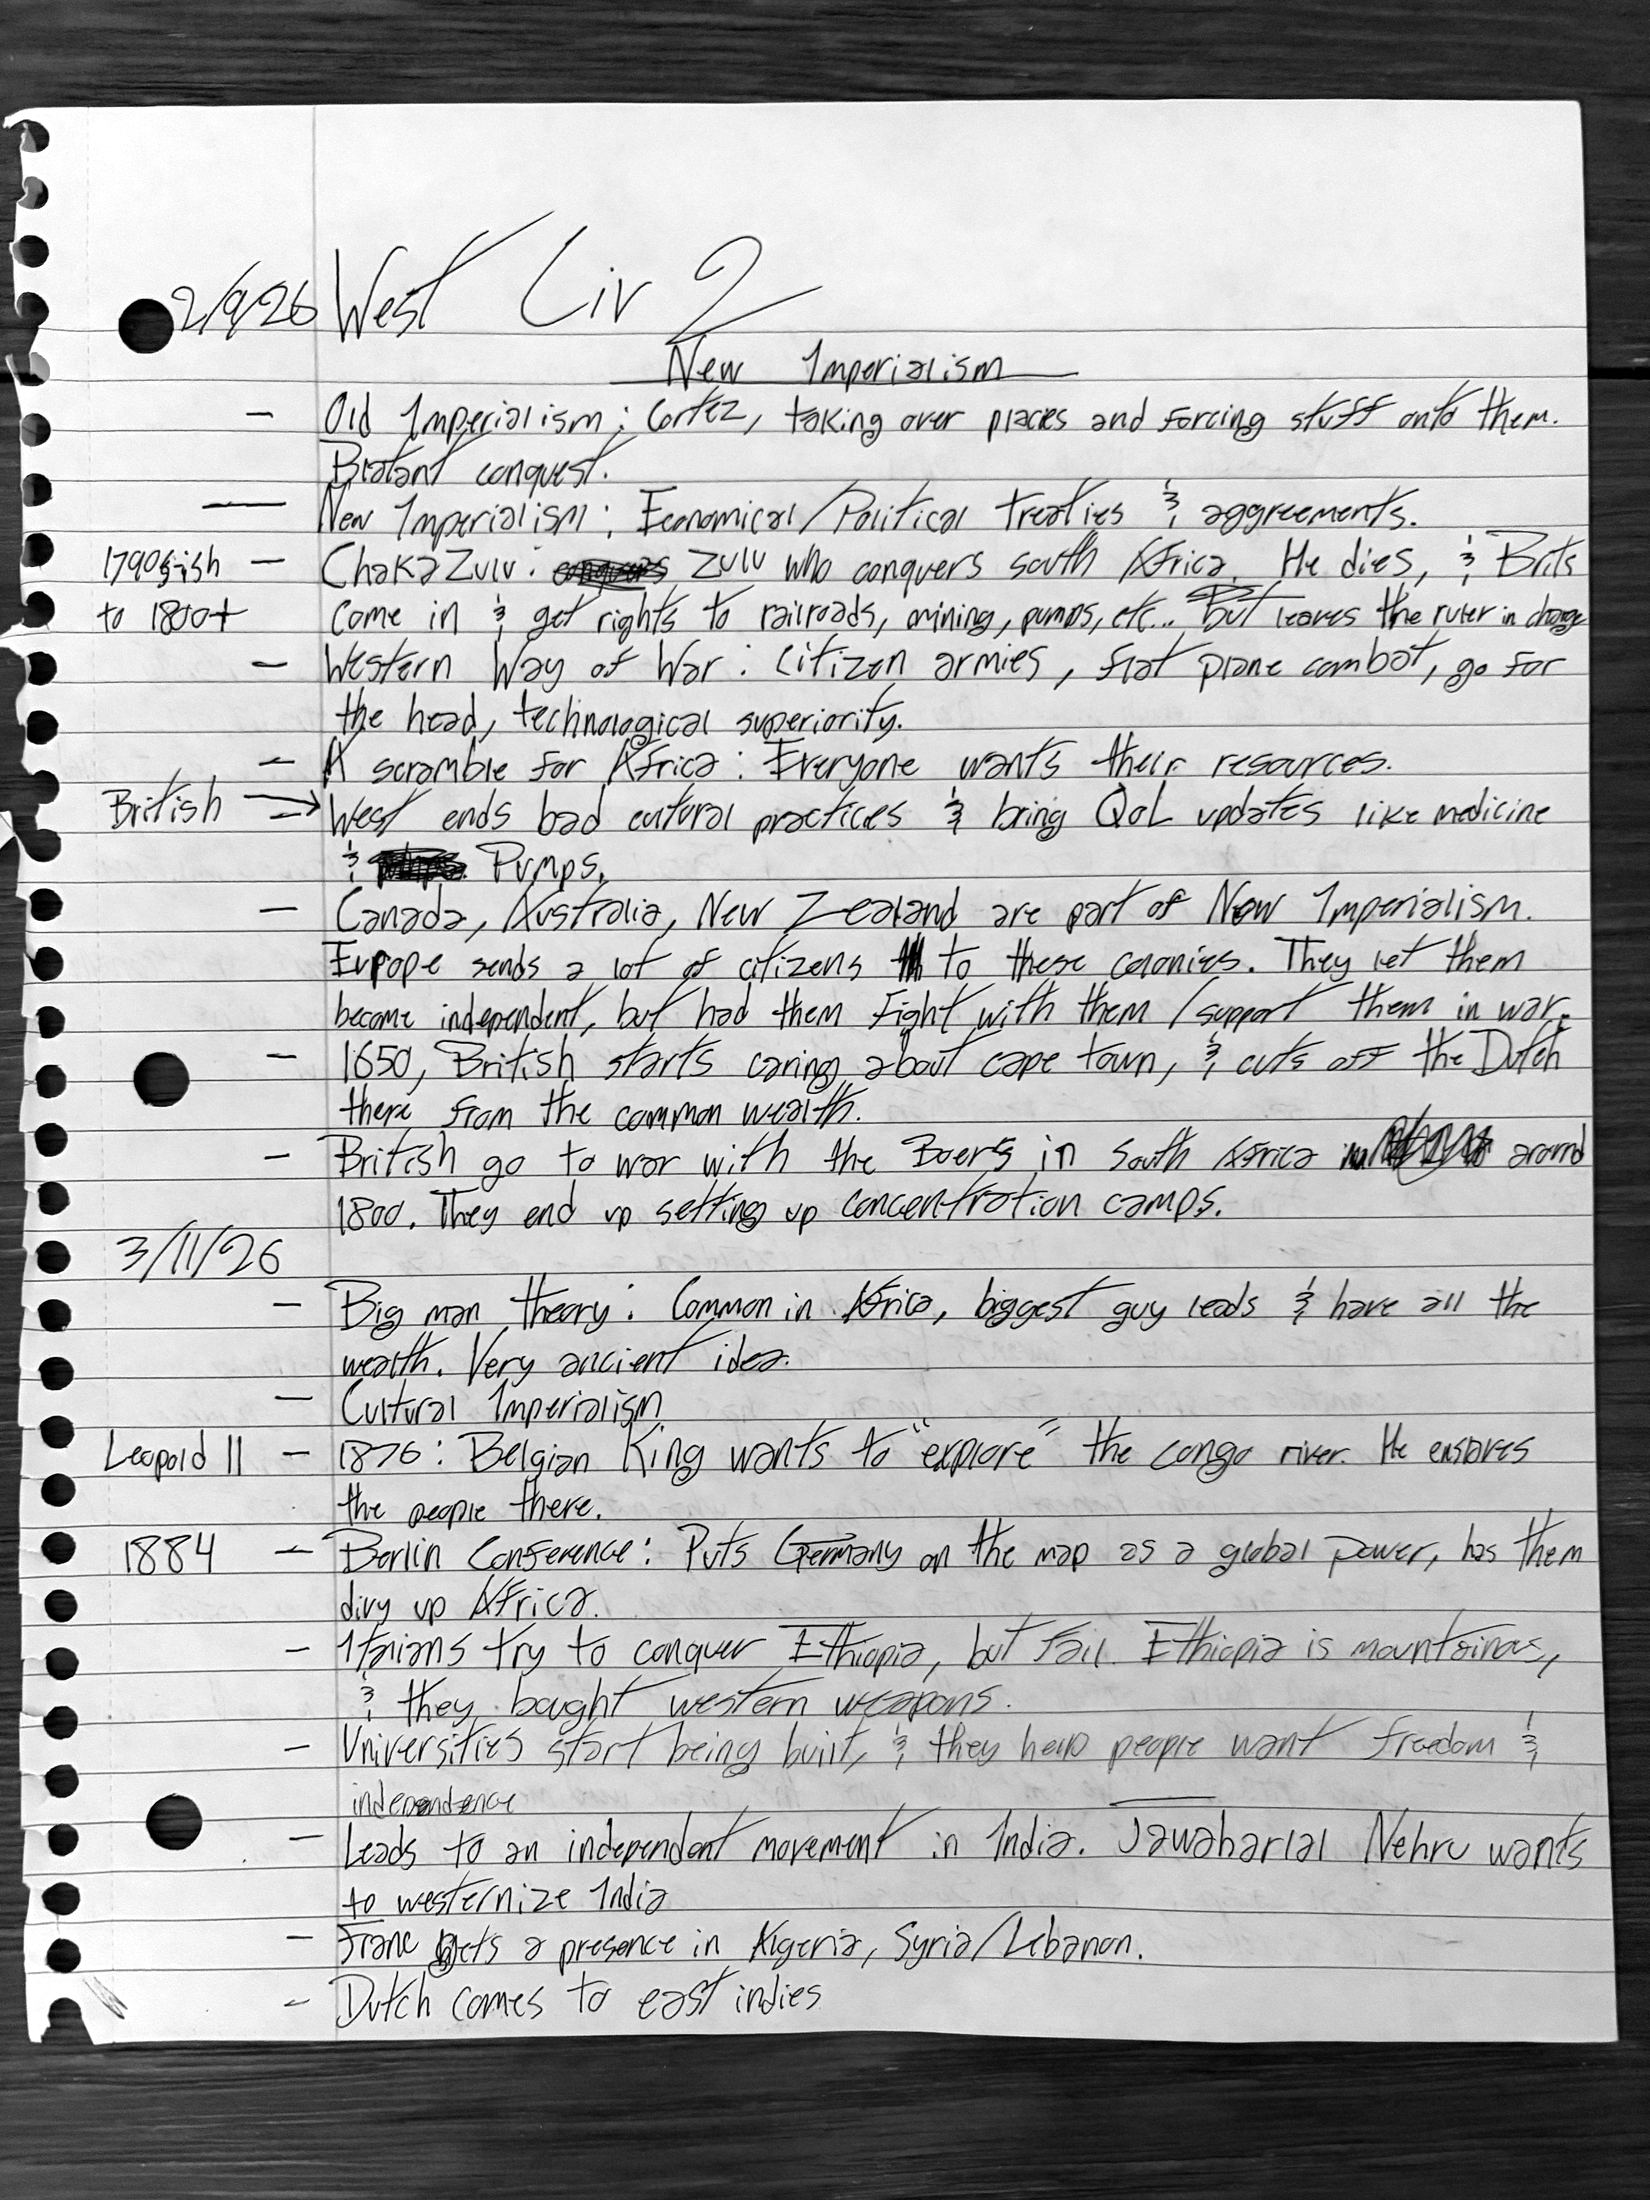 2/9/26 West Civ 2
New Imperialism
- Old Imperialism: Cortez, taking over places and forcing stuff onto them.
Blatant conquest.
- New Imperialism: Economical/Political treaties & aggreements.
1790s-ish - Chaka Zulu: conquers Zulu who conquers south Africa. He dies, & Brits
to 1800+ come in & get rights to railroads, mining, pumps, etc... But leaves the ruler in charge
- Western Way of War: Citizen armies, flat plane combat, go for
the head, technological superiority.
- A scramble for Africa: Everyone wants their resources.
British → West ends bad cultural practices & bring QoL updates like medicine
& Pumps.
- Canada, Australia, New Zealand are part of New Imperialism.
Europe sends a lot of citizens to these colonies. They let them
become independent, but had them fight with them / support them in war.
- 1650, British starts caring about cape town, & cuts off the Dutch
there from the common wealth.
- British go to war with the Boers in South Africa around
1800. They end up setting up concentration camps.
3/11/26
- Big man theory: Common in Africa, biggest guy leads & have all the
wealth. Very ancient idea.
- Cultural Imperialism
Leopold II - 1876: Belgian King wants to "explore" the congo river. He enslaves
the people there.
1884 - Berlin Conference: Puts Germany on the map as a global power, has them
divy up Africa.
- Italians try to conquer Ethiopia, but fail. Ethiopia is mountainous,
& they bought western weapons.
- Universities start being built, & they help people want freedom &
independence
- Leads to an independent movement in India. Jawaharlal Nehru wants
to westernize India
- Franc gets a presence in Algeria, Syria/Lebanon.
- Dutch comes to east indies